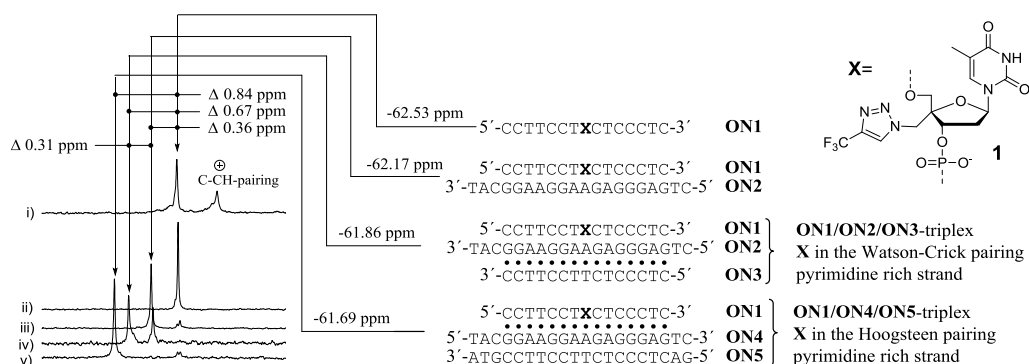 Δ 0.84 ppm
Δ 0.67 ppm
Δ 0.36 ppm
Δ 0.31 ppm
⊕
C-CH-pairing
i)
ii)
iii)
iv)
v)
-62.53 ppm
-62.17 ppm
-61.86 ppm
-61.69 ppm
5´-CCTTCCTXCTCCCTC-3´ ON1
5´-CCTTCCTXCTCCCTC-3´ ON1
3´-TACGGAAGGAAGAGGGAGTC-5´ ON2
5´-CCTTCCTXCTCCCTC-3´ ON1
3´-TACGGAAGGAAGAGGGAGTC-5´ ON2
3´-CCTTCCTTCTCCCTC-5´ ON3
ON1/ON2/ON3-triplex
X in the Watson-Crick pairing
pyrimidine rich strand
5´-CCTTCCTXCTCCCTC-3´ ON1
5´-TACGGAAGGAAGAGGGAGTC-3´ ON4
3´-ATGCCTTCCTTCTCCCTCAG-5´ ON5
ON1/ON4/ON5-triplex
X in the Hoogsteen pairing
pyrimidine rich strand
X=
O
NH
N
O
O
O
N=N
N
F₃C
O
O=P-O⁻
1